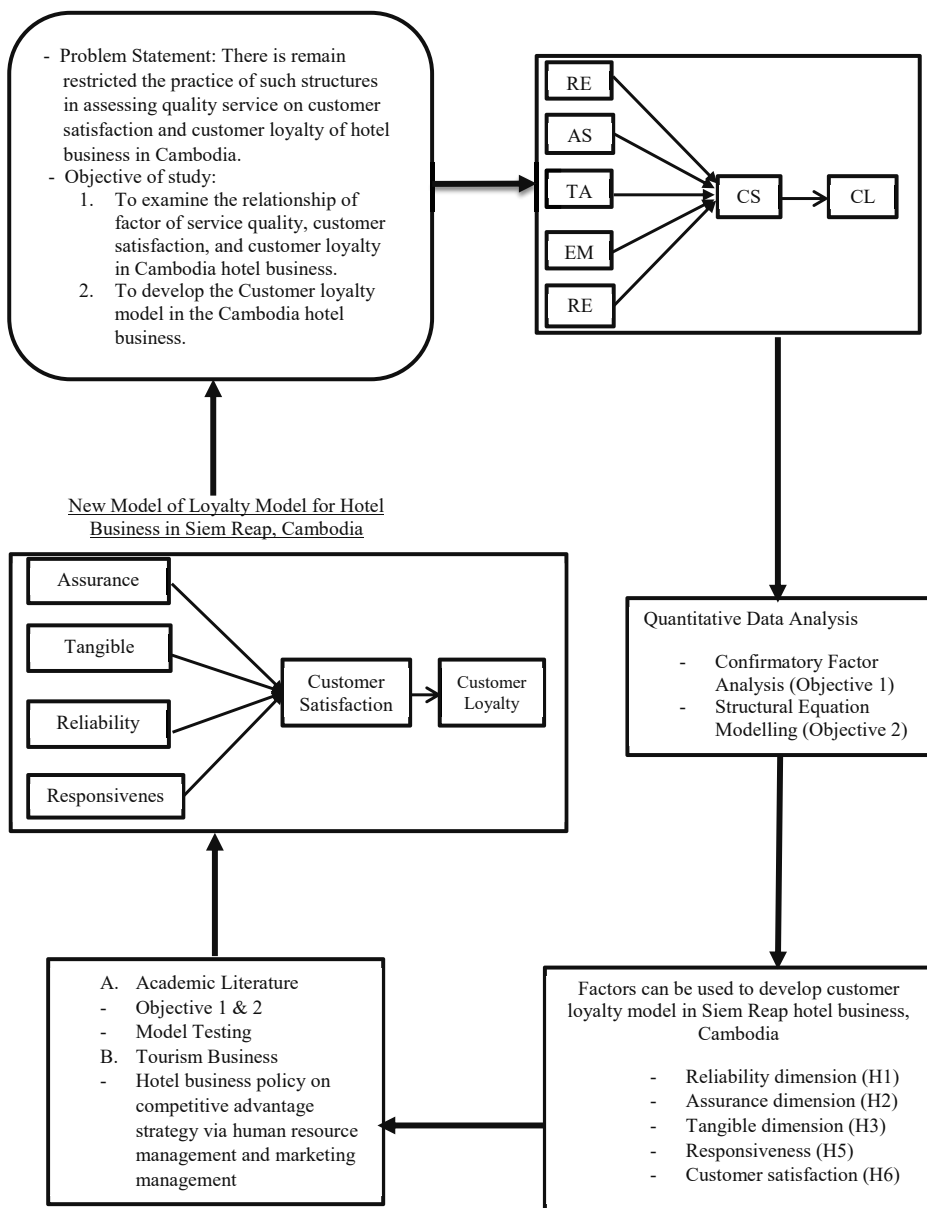 - Problem Statement: There is remain
restricted the practice of such structures
in assessing quality service on customer
satisfaction and customer loyalty of hotel
business in Cambodia.
- Objective of study:
1. To examine the relationship of
factor of service quality, customer
satisfaction, and customer loyalty
in Cambodia hotel business.
2. To develop the Customer loyalty
model in the Cambodia hotel
business.
RE
AS
TA
EM
RE
CS
CL
Quantitative Data Analysis
- Confirmatory Factor
Analysis (Objective 1)
- Structural Equation
Modelling (Objective 2)
Factors can be used to develop customer
loyalty model in Siem Reap hotel business,
Cambodia
- Reliability dimension (H1)
- Assurance dimension (H2)
- Tangible dimension (H3)
- Responsiveness (H5)
- Customer satisfaction (H6)
A. Academic Literature
- Objective 1 & 2
- Model Testing
B. Tourism Business
- Hotel business policy on
competitive advantage
strategy via human resource
management and marketing
management
New Model of Loyalty Model for Hotel
Business in Siem Reap, Cambodia
Assurance
Tangible
Reliability
Responsivenes
Customer
Satisfaction
Customer
Loyalty